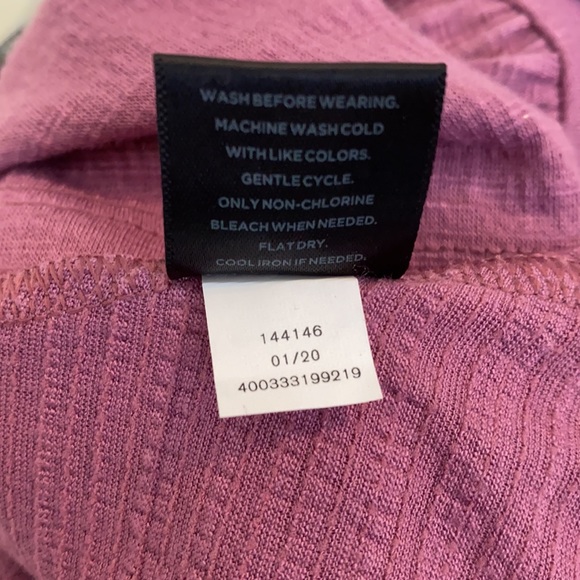 WASH BEFORE WEARING.
MACHINE WASH COLD
WITH LIKE COLORS.
GENTLE CYCLE.
ONLY NON-CHLORINE
BLEACH WHEN NEEDED.
FLAT DRY.
COOL IRON IF NEEDED.
144146
01/20
400333199219